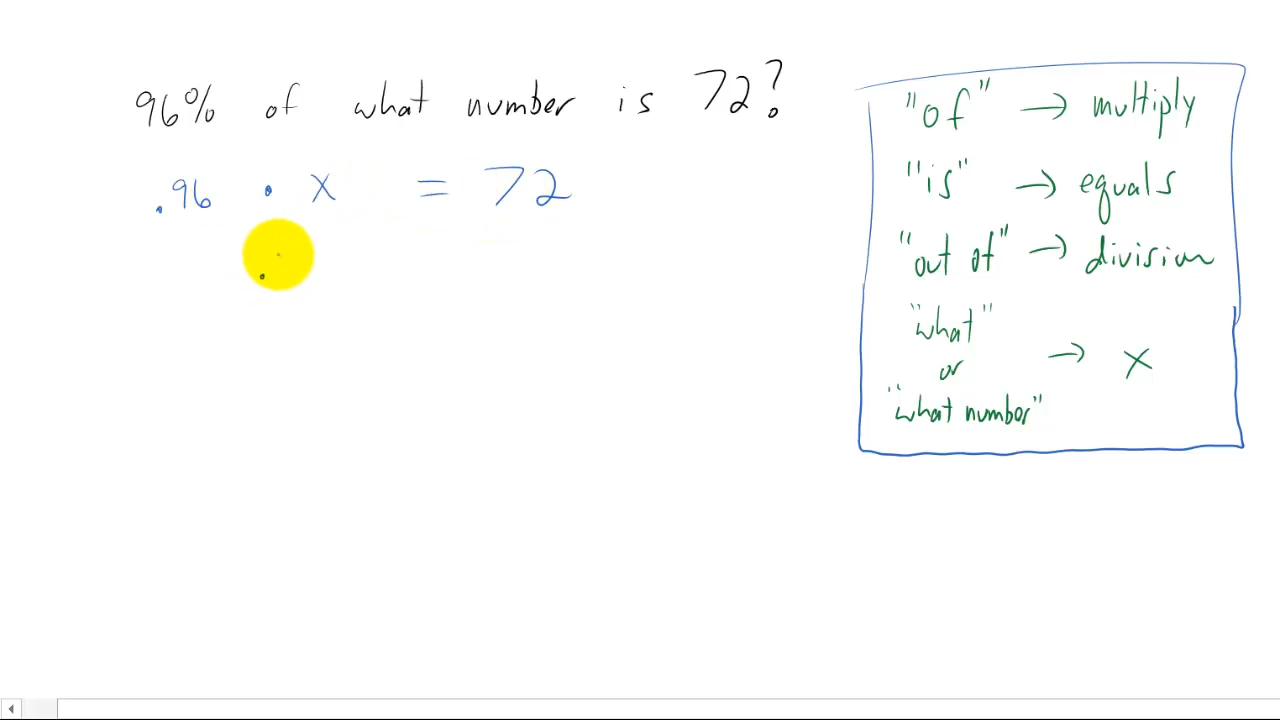 96% of what number is 72?
.96 · x = 72
"of" → multiply
"is" → equals
"out of" → division
"what"
or → x
"what number"